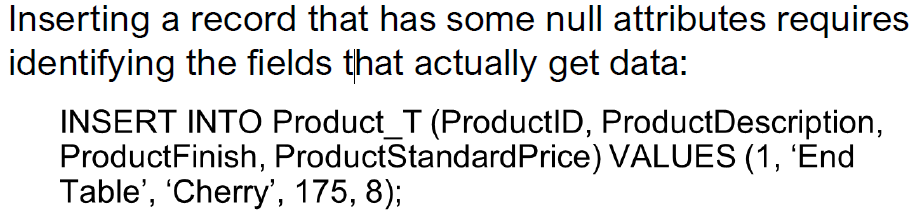 Inserting a record that has some null attributes requires
identifying the fields that actually get data:
INSERT INTO Product_T (ProductID, ProductDescription,
ProductFinish, ProductStandardPrice) VALUES (1, ‘End
Table’, ‘Cherry’, 175, 8);